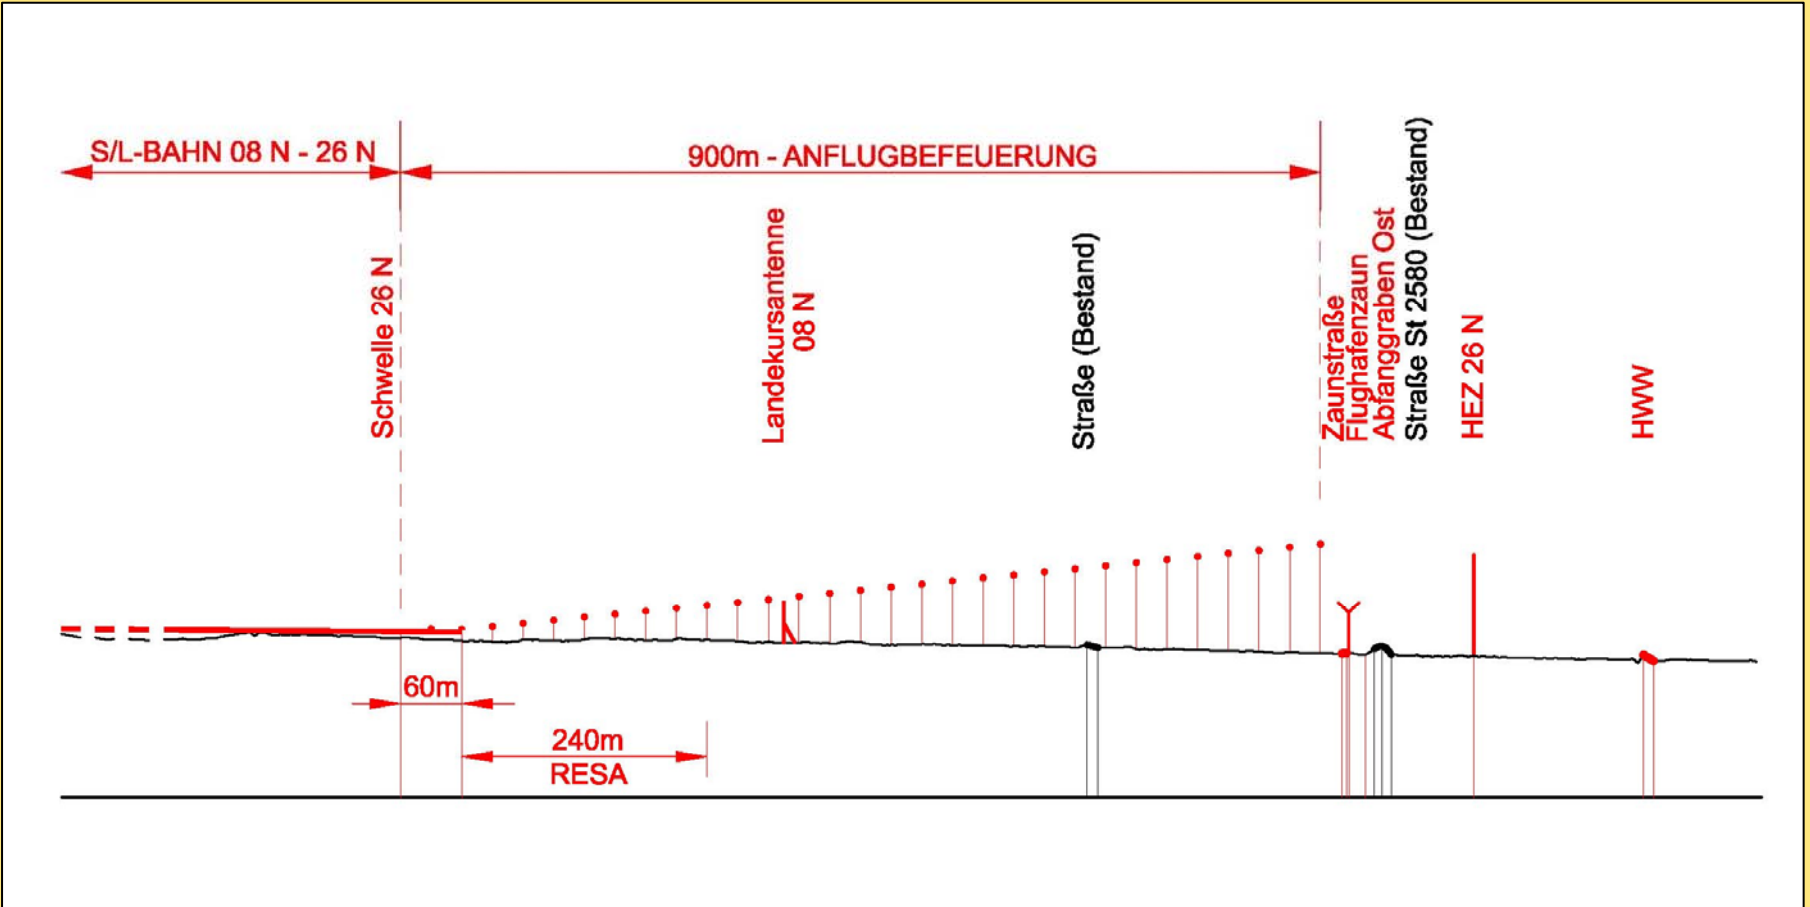 S/L-BAHN 08 N - 26 N
900m - ANFLUGBEFEUERUNG
Schwelle 26 N
Landekursantenne
08 N
Straße (Bestand)
Zaunstraße
Flughafenzaun
Abfanggraben Ost
Straße St 2580 (Bestand)
HEZ 26 N
HWW
60m
240m
RESA